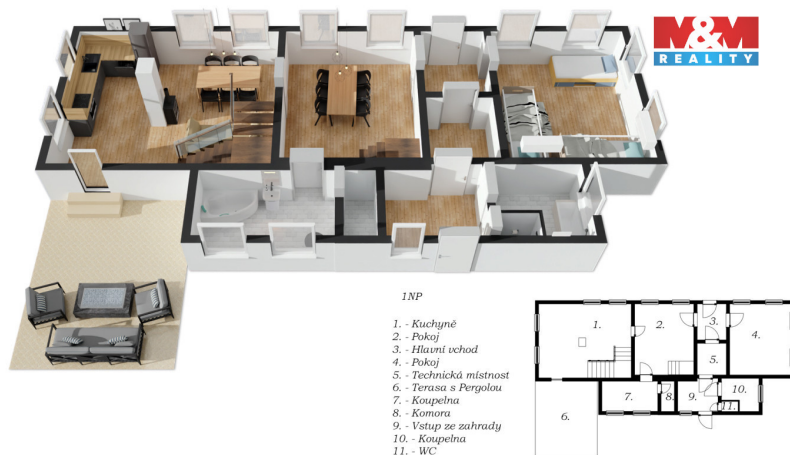 M&M
REALITY
1NP
1. - Kuchyně
2. - Pokoj
3. - Hlavní vchod
4. - Pokoj
5. - Technická místnost
6. - Terasa s Pergolou
7. - Koupelna
8. - Komora
9. - Vstup ze zahrady
10. - Koupelna
11. - WC
1.
2.
3.
4.
5.
6.
7.
8.
9.
10.
11.